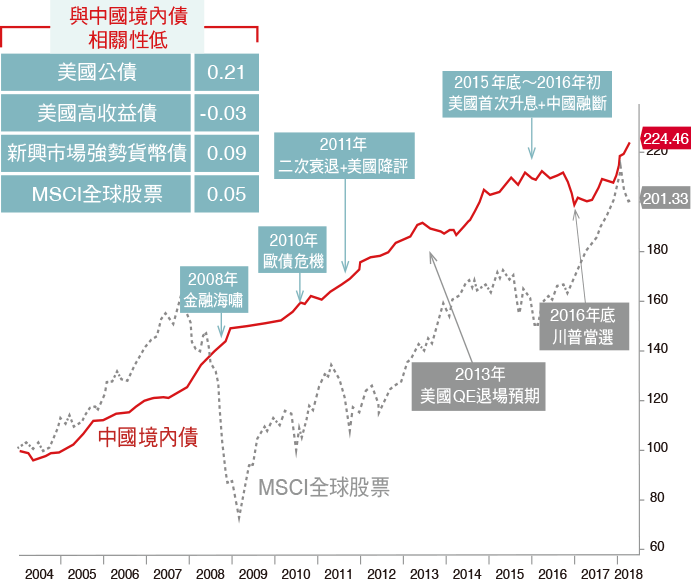 與中國境內債
相關性低
美國公債 0.21
美國高收益債 -0.03
新興市場強勢貨幣債 0.09
MSCI全球股票 0.05
2015年底～2016年初
美國首次升息+中國融斷
2011年
二次衰退+美國降評
2010年
歐債危機
2008年
金融海嘯
2016年底
川普當選
2013年
美國QE退場預期
中國境內債
MSCI全球股票
224.46
220
201.33
180
160
140
120
100
80
60
2004 2005 2006 2007 2008 2009 2010 2011 2012 2013 2014 2015 2016 2017 2018